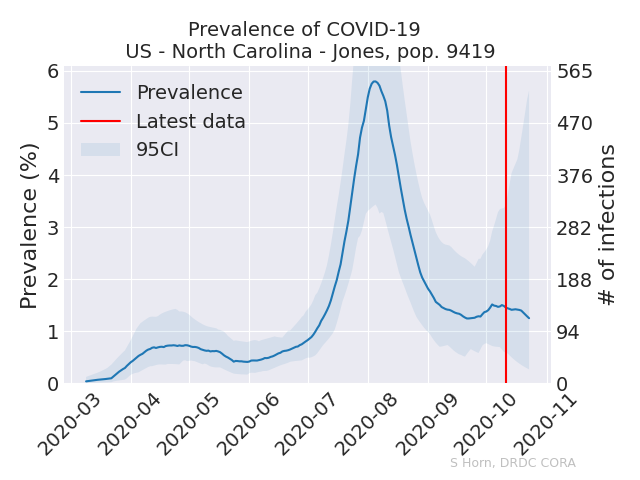 Prevalence of COVID-19
US - North Carolina - Jones, pop. 9419
Prevalence
Latest data
95CI
Prevalence (%)
6
5
4
3
2
1
0
565
470
376
282
188
94
0
# of infections
2020-03
2020-04
2020-05
2020-06
2020-07
2020-08
2020-09
2020-10
2020-11
S Horn, DRDC CORA